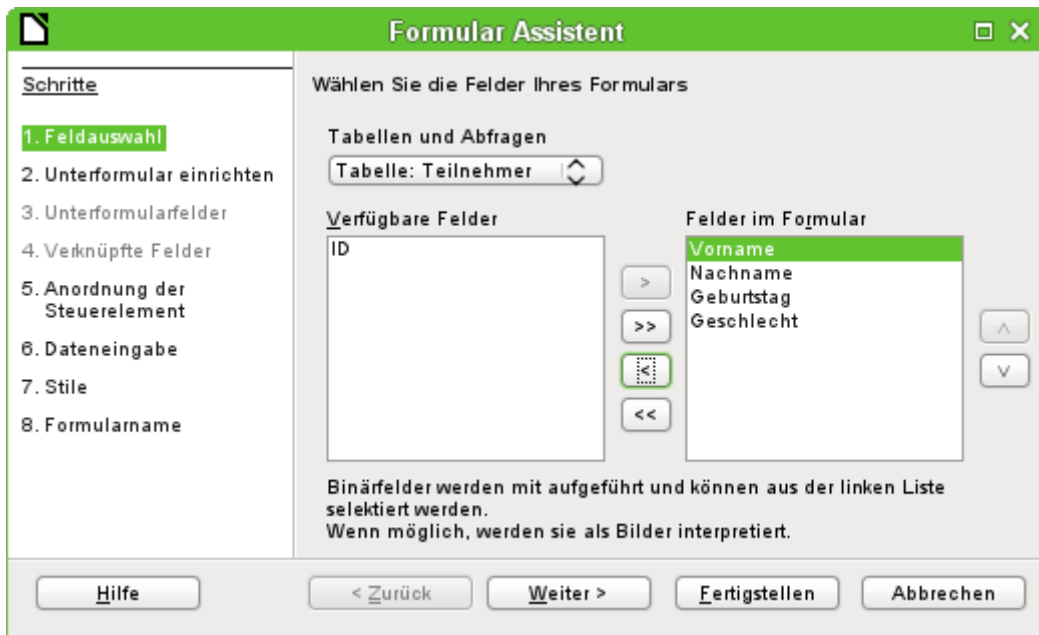 Formular Assistent
Schritte
1. Feldauswahl
2. Unterformular einrichten
3. Unterformularfelder
4. Verknüpfte Felder
5. Anordnung der
Steuerelement
6. Dateneingabe
7. Stile
8. Formularname
Wählen Sie die Felder Ihres Formulars
Tabellen und Abfragen
Tabelle: Teilnehmer
Verfügbare Felder
ID
>
>>
<
<<
Felder im Formular
Vorname
Nachname
Geburtstag
Geschlecht
Binärfelder werden mit aufgeführt und können aus der linken Liste
selektiert werden.
Wenn möglich, werden sie als Bilder interpretiert.
Hilfe
< Zurück
Weiter >
Fertigstellen
Abbrechen